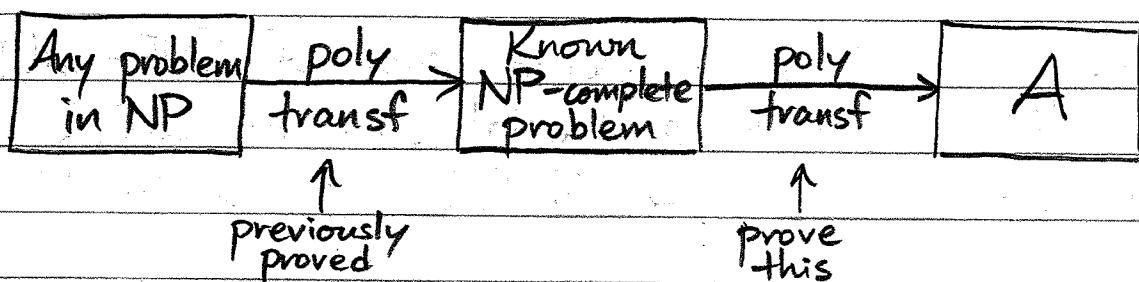 Any problem
in NP
poly
transf
Known
NP-complete
problem
poly
transf
A
previously
proved
prove
this